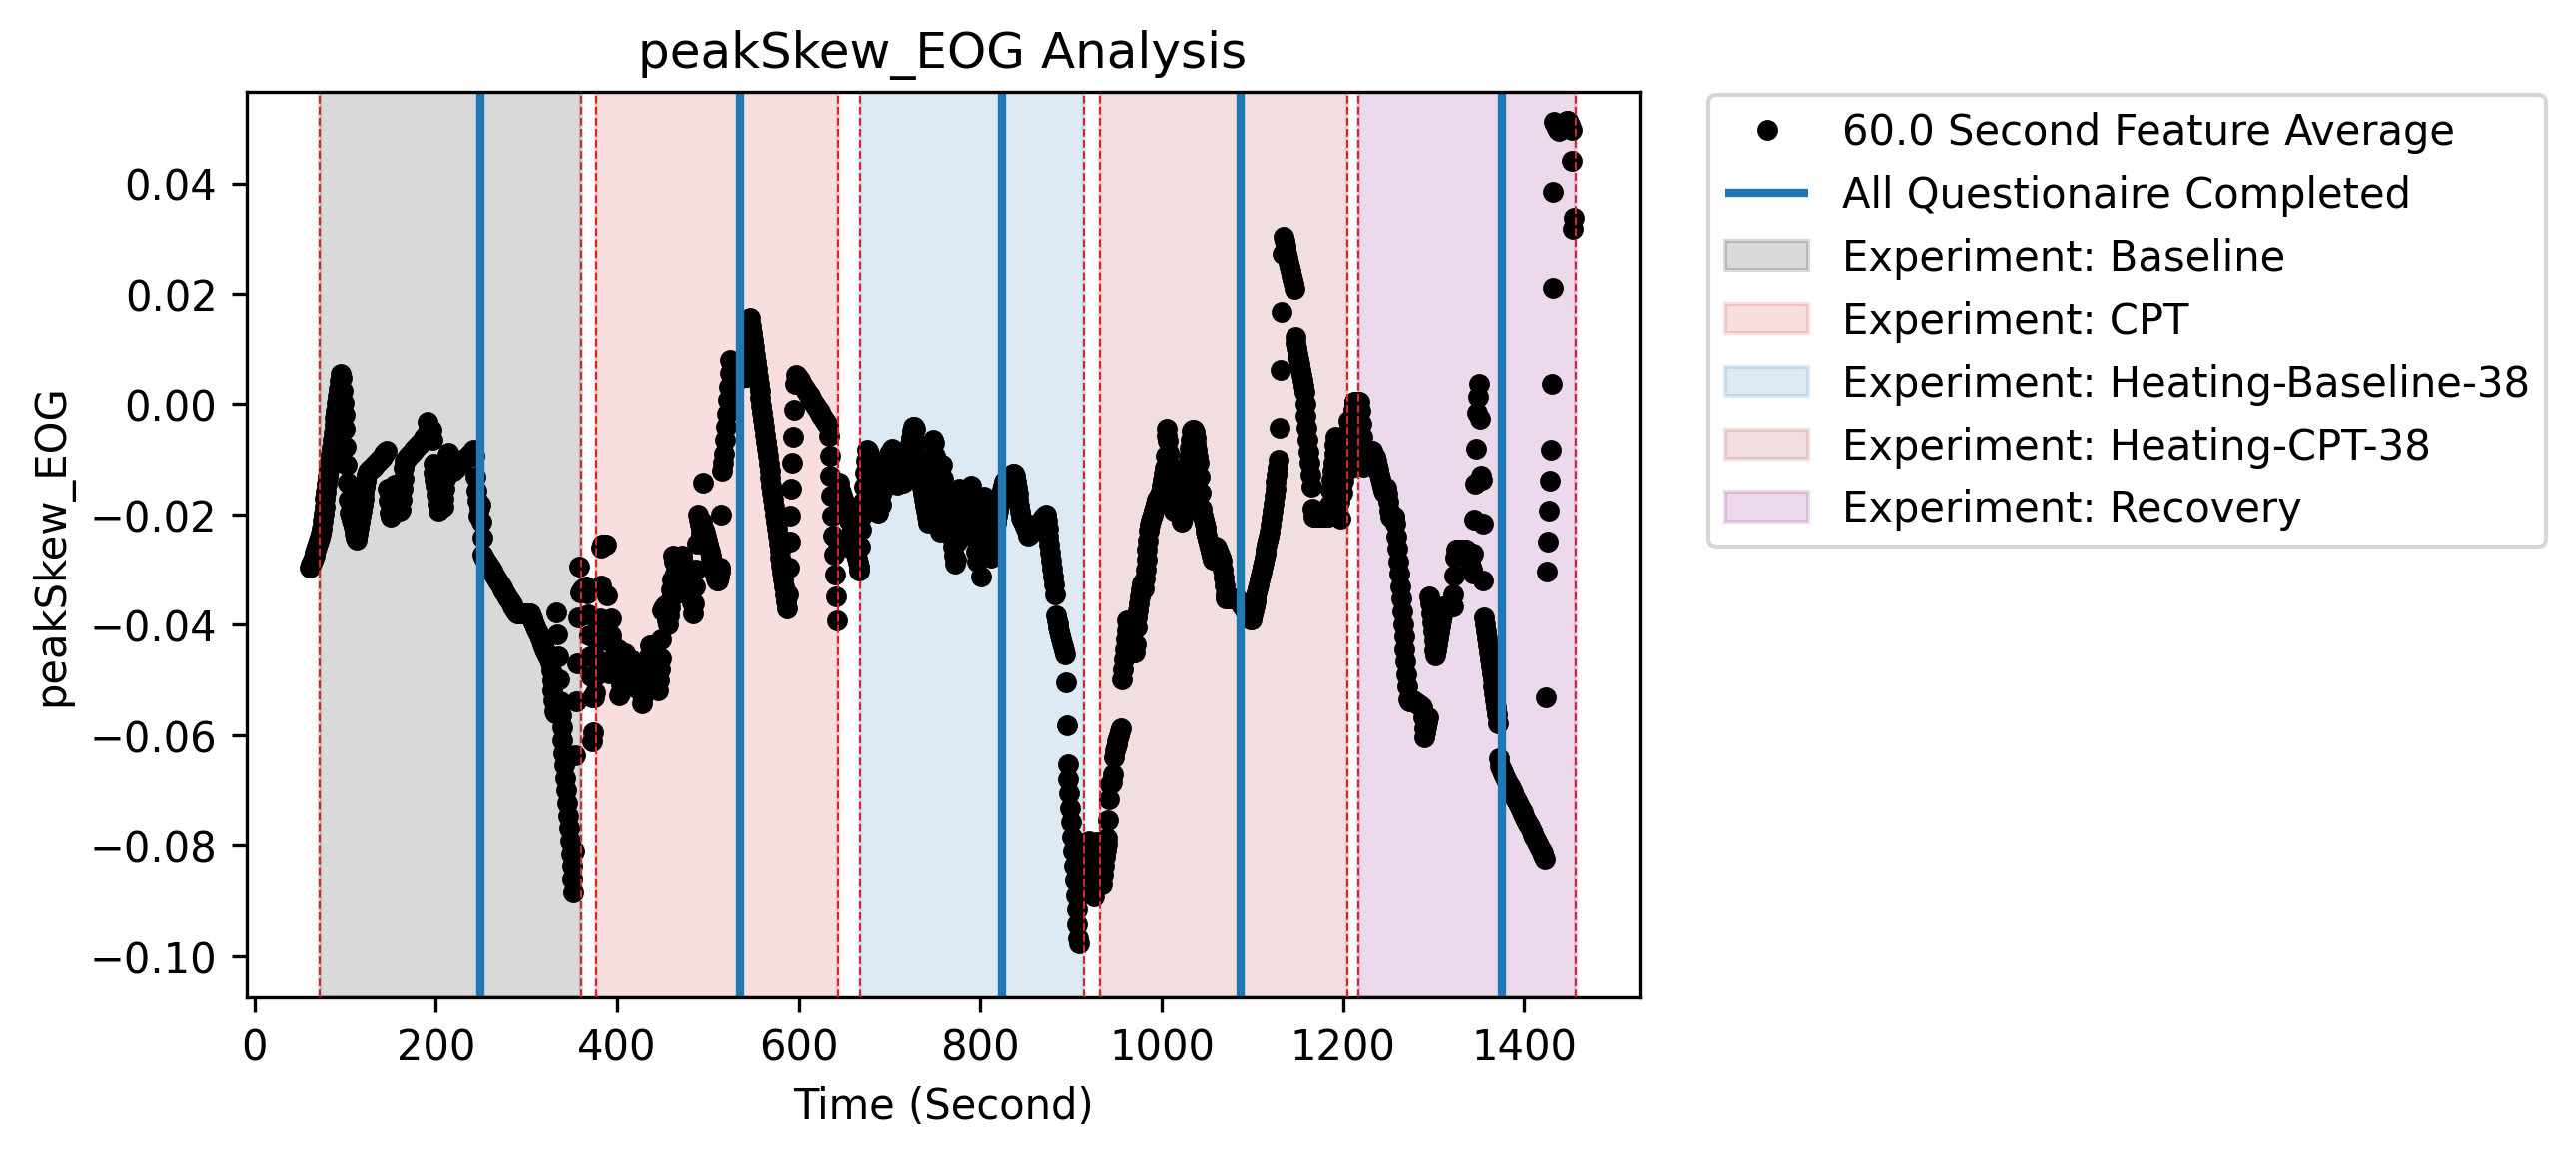 peakSkew_EOG Analysis
peakSkew_EOG
0.04
0.02
0.00
−0.02
−0.04
−0.06
−0.08
−0.10
0 200 400 600 800 1000 1200 1400
Time (Second)
60.0 Second Feature Average
All Questionaire Completed
Experiment: Baseline
Experiment: CPT
Experiment: Heating-Baseline-38
Experiment: Heating-CPT-38
Experiment: Recovery